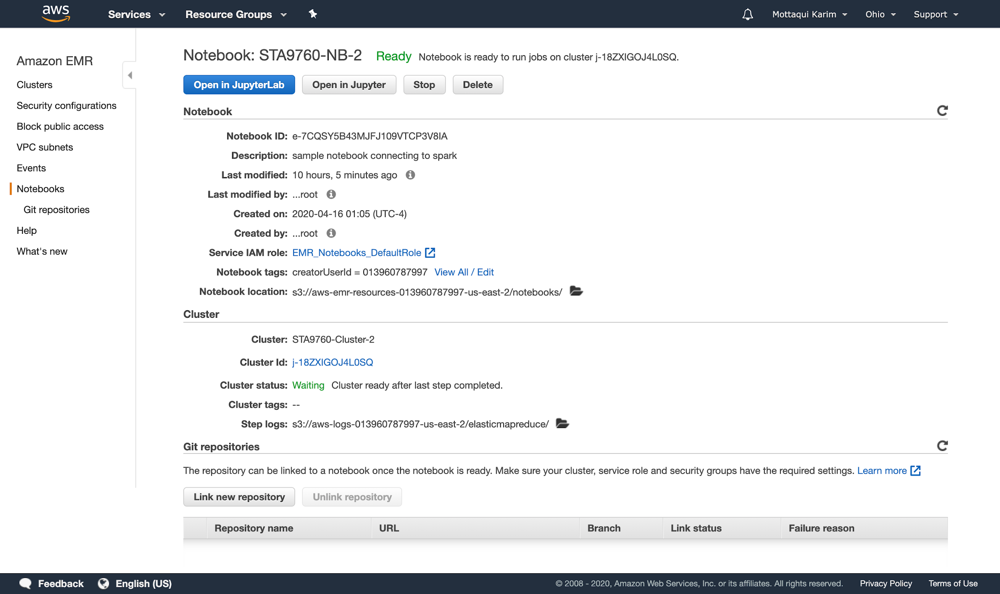 aws Services Resource Groups Mottaqui Karim Ohio Support
Amazon EMR
Clusters
Security configurations
Block public access
VPC subnets
Events
Notebooks
Git repositories
Help
What's new
Notebook: STA9760-NB-2 Ready Notebook is ready to run jobs on cluster j-18ZXIGOJ4L0SQ.
Open in JupyterLab Open in Jupyter Stop Delete
Notebook
Notebook ID: e-7CQSY5B43MJFJ109VTCP3V8IA
Description: sample notebook connecting to spark
Last modified: 10 hours, 5 minutes ago
Last modified by: ...root
Created on: 2020-04-16 01:05 (UTC-4)
Created by: ...root
Service IAM role: EMR_Notebooks_DefaultRole
Notebook tags: creatorUserId = 013960787997 View All / Edit
Notebook location: s3://aws-emr-resources-013960787997-us-east-2/notebooks/
Cluster
Cluster: STA9760-Cluster-2
Cluster Id: j-18ZXIGOJ4L0SQ
Cluster status: Waiting Cluster ready after last step completed.
Cluster tags: --
Step logs: s3://aws-logs-013960787997-us-east-2/elasticmapreduce/
Git repositories
The repository can be linked to a notebook once the notebook is ready. Make sure your cluster, service role and security groups have the required settings. Learn more
Link new repository Unlink repository
Repository name URL Branch Link status Failure reason
Feedback English (US) © 2008 - 2020, Amazon Web Services, Inc. or its affiliates. All rights reserved. Privacy Policy Terms of Use